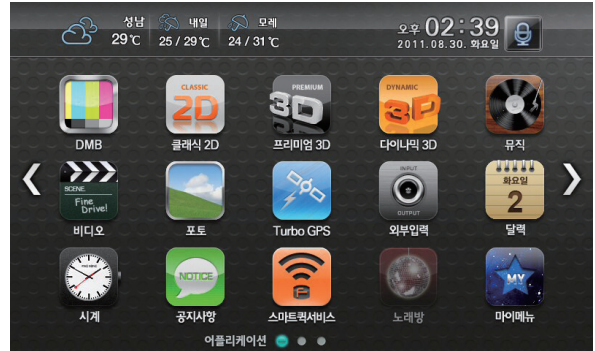 성남 내일 모레
29℃ 25 / 29℃ 24 / 31℃
오후 02:39
2011.08.30. 화요일
CLASSIC 2D
PREMIUM 3D
DYNAMIC 3D
DMB 클래식 2D 프리미엄 3D 다이나믹 3D 뮤직
SCENE.
Fine
Drive!
INPUT
OUTPUT
화요일
2
비디오 포토 Turbo GPS 외부입력 달력
NOTICE
MY
시계 공지사항 스마트퀵서비스 노래방 마이메뉴
어플리케이션